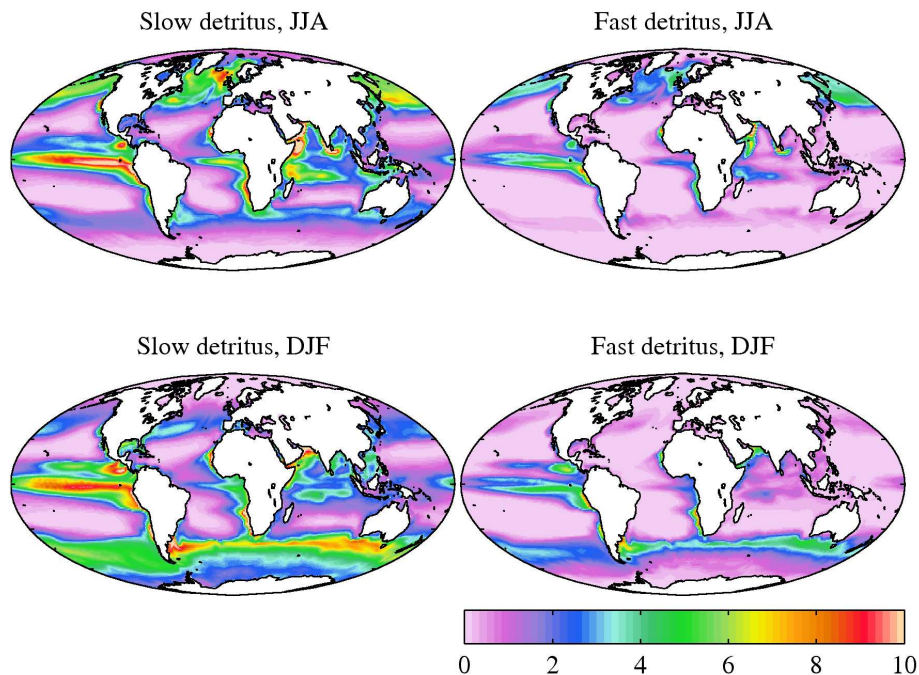 Slow detritus, JJA
Fast detritus, JJA
Slow detritus, DJF
Fast detritus, DJF
0 2 4 6 8 10